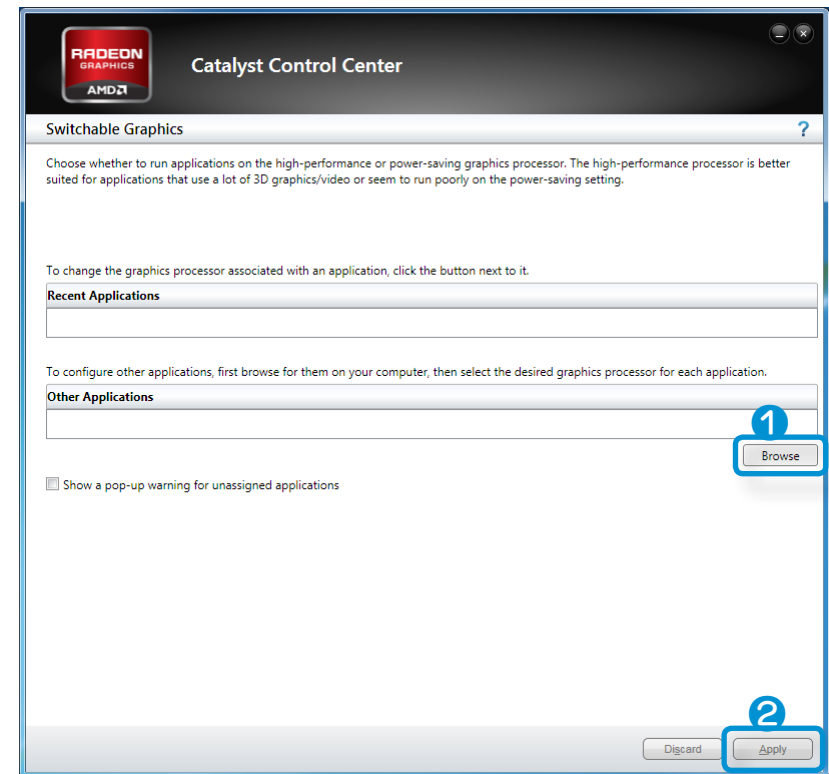 RADEON
GRAPHICS
AMD
Catalyst Control Center
Switchable Graphics
?
Choose whether to run applications on the high-performance or power-saving graphics processor. The high-performance processor is better
suited for applications that use a lot of 3D graphics/video or seem to run poorly on the power-saving setting.
To change the graphics processor associated with an application, click the button next to it.
Recent Applications
To configure other applications, first browse for them on your computer, then select the desired graphics processor for each application.
Other Applications
1
Browse
Show a pop-up warning for unassigned applications
2
Discard
Apply